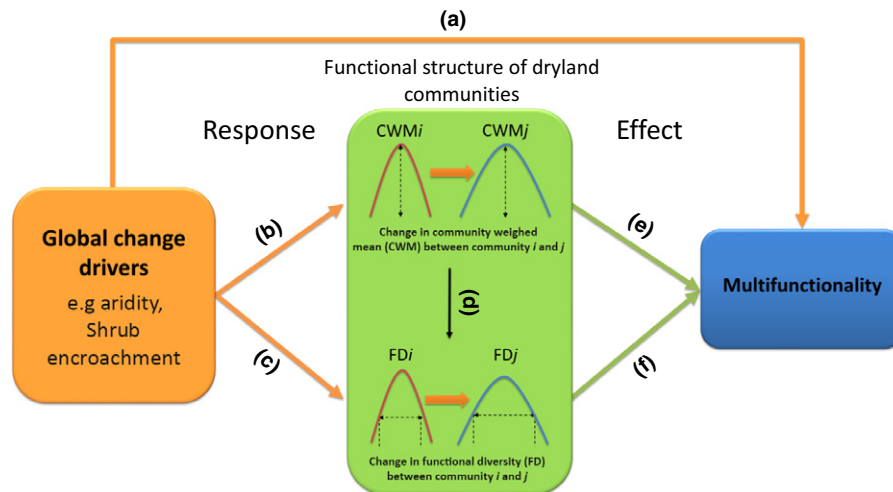 (a)
Functional structure of dryland
communities
Response
Effect
CWMi
CWMj
Change in community weighed
mean (CWM) between community i and j
Global change
drivers
e.g aridity,
Shrub
encroachment
(b)
(c)
(d)
(e)
(f)
Multifunctionality
FDi
FDj
Change in functional diversity (FD)
between community i and j